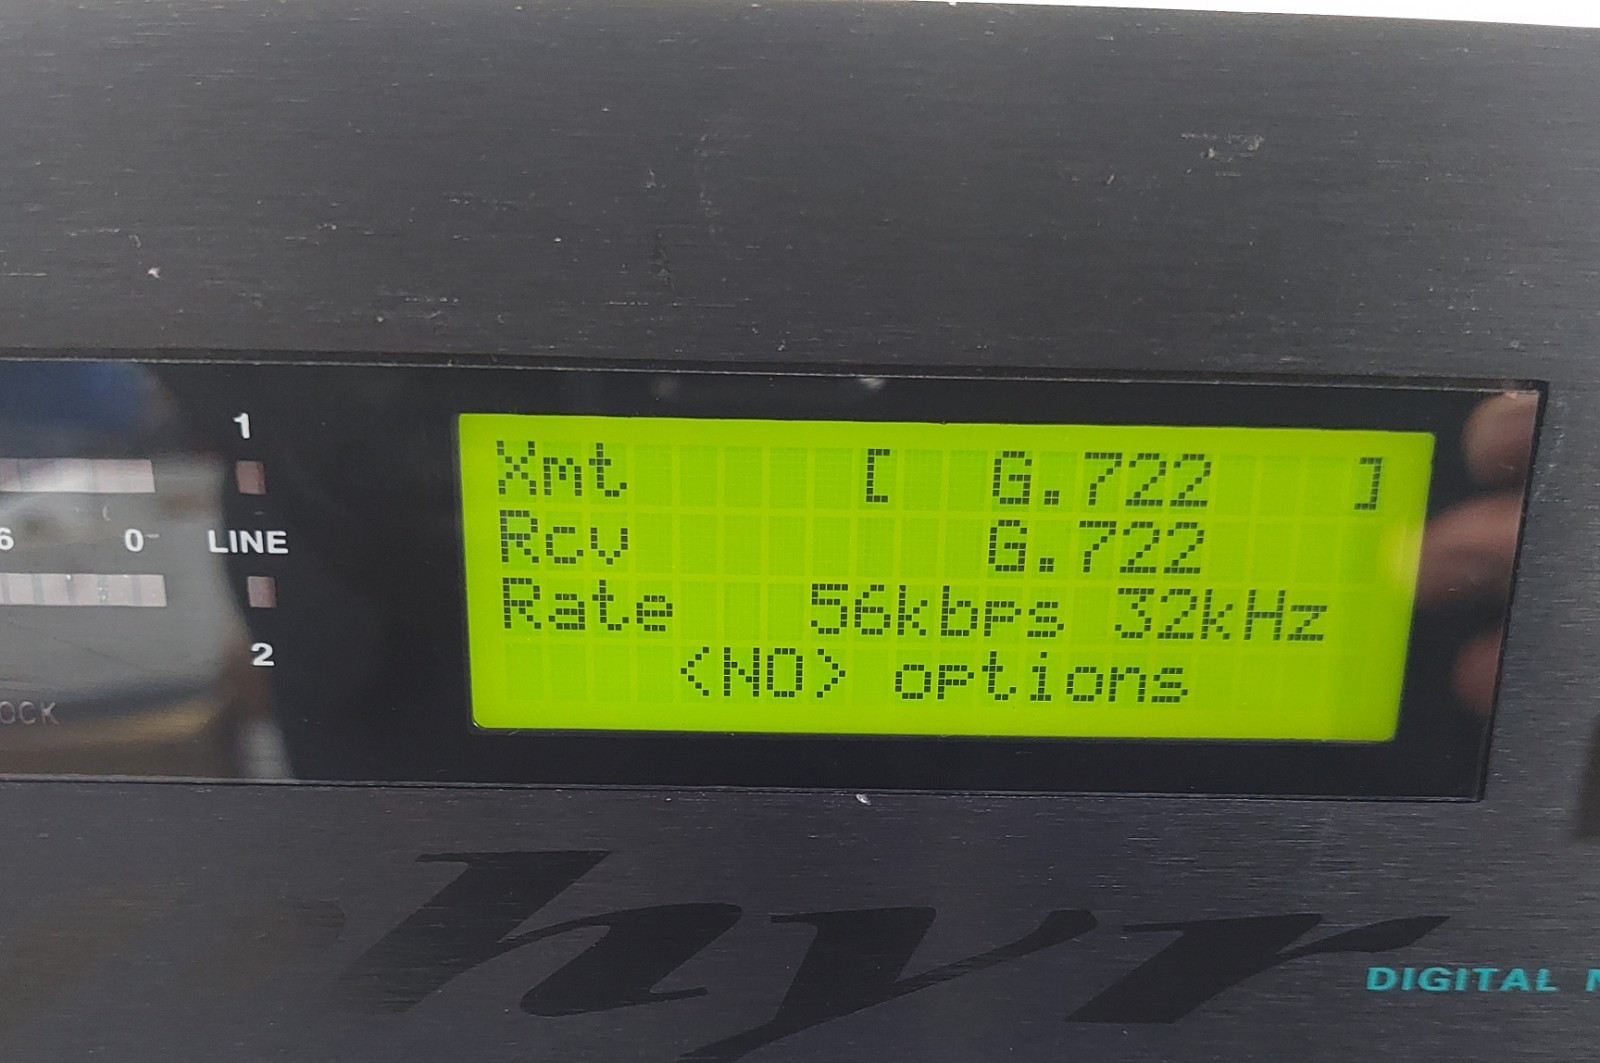 1
6 0
LINE
2
OCK
Xmt [ G.722 ]
Rcv G.722
Rate 56kbps 32kHz
<NO> options
hyr
DIGITAL